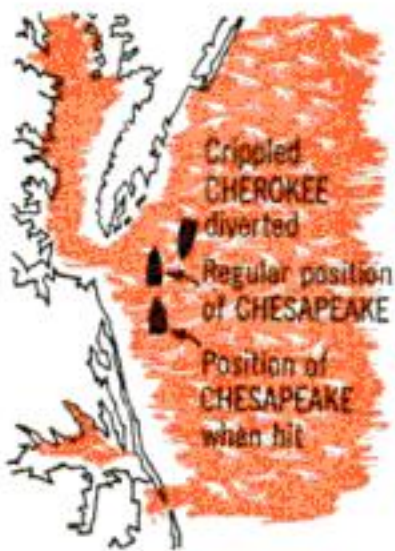 Crippled
CHEROKEE
diverted
Regular position
of CHESAPEAKE
Position of
CHESAPEAKE
when hit